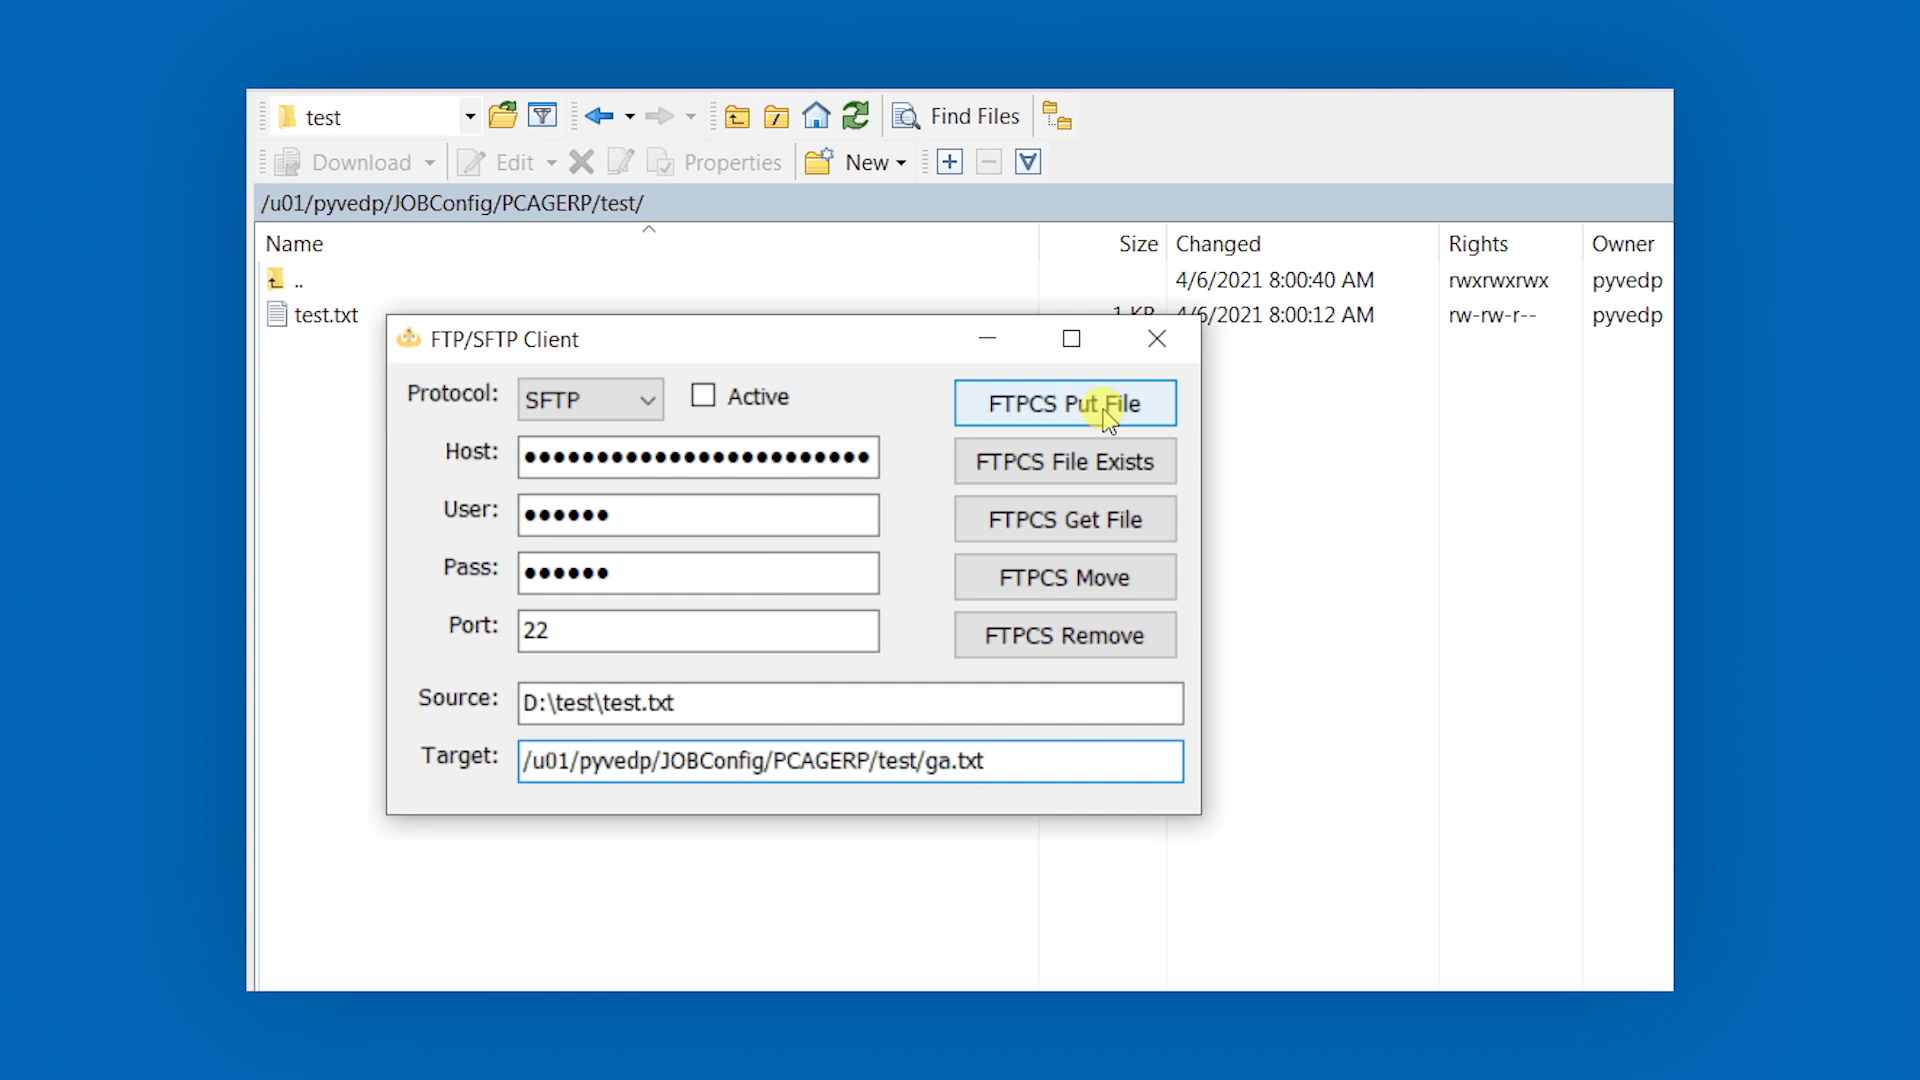 test
Find Files
Download Edit Properties New
/u01/pyvedp/JOBConfig/PCAGERP/test/
Name Size Changed Rights Owner
.. 4/6/2021 8:00:40 AM rwxrwxrwx pyvedp
test.txt 1 KB 4/6/2021 8:00:12 AM rw-rw-r-- pyvedp
FTP/SFTP Client
Protocol: SFTP Active FTPCS Put File
Host: ●●●●●●●●●●●●●●●●●●●●●●●● FTPCS File Exists
User: ●●●●●● FTPCS Get File
Pass: ●●●●●● FTPCS Move
Port: 22 FTPCS Remove
Source: D:\test\test.txt
Target: /u01/pyvedp/JOBConfig/PCAGERP/test/ga.txt